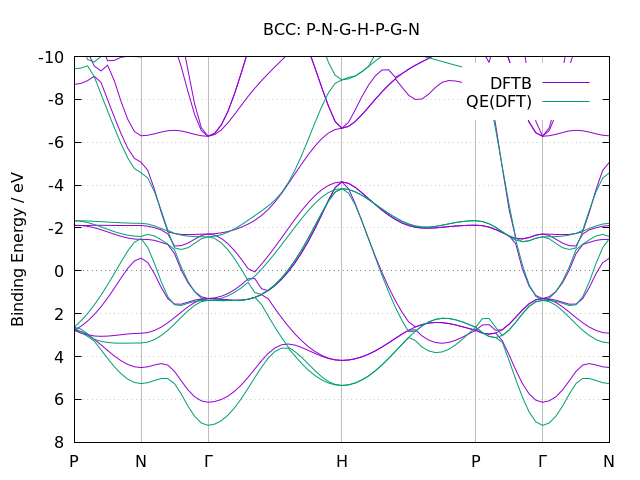 BCC: P-N-G-H-P-G-N
-10
-8
-6
-4
-2
0
2
4
6
8
Binding Energy / eV
DFTB
QE(DFT)
P N Γ H P Γ N